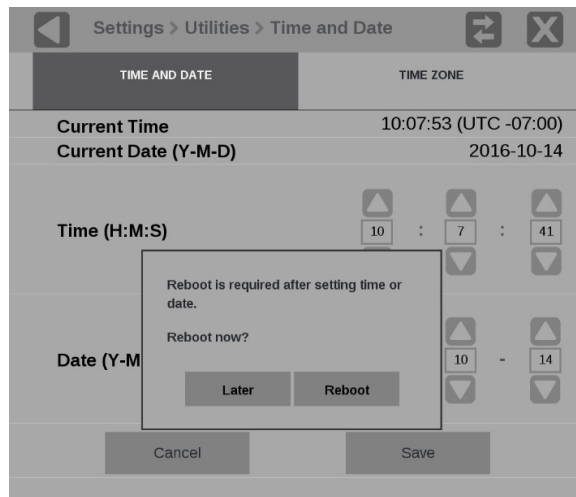 Settings > Utilities > Time and Date
TIME AND DATE
TIME ZONE
Current Time
10:07:53 (UTC -07:00)
Current Date (Y-M-D)
2016-10-14
Time (H:M:S)
10 : 7 : 41
Reboot is required after setting time or
date.
Reboot now?
Date (Y-M
10 - 14
Later
Reboot
Cancel
Save